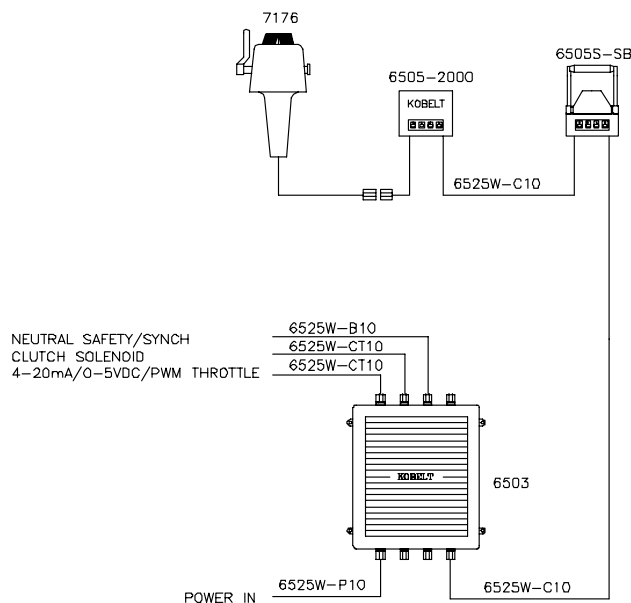 7176
6505-2000
6505S-SB
KOBELT
6525W-C10
NEUTRAL SAFETY/SYNCH
6525W-B10
CLUTCH SOLENOID
6525W-CT10
4-20mA/0-5VDC/PWM THROTTLE
6525W-CT10
KOBELT
6503
POWER IN
6525W-P10
6525W-C10